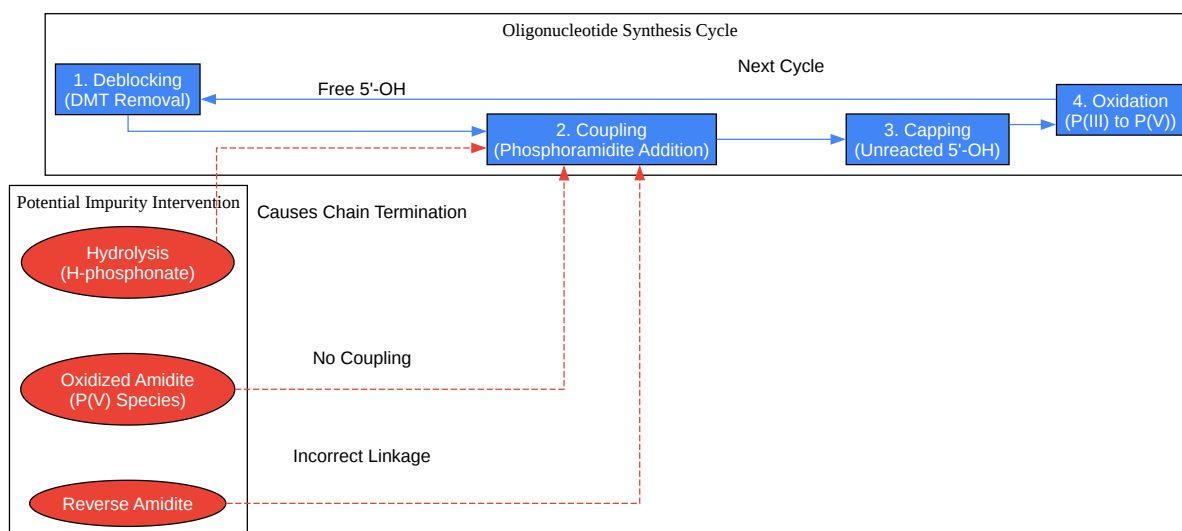 Oligonucleotide Synthesis Cycle
1. Deblocking
(DMT Removal)
Free 5'-OH
Next Cycle
4. Oxidation
(P(III) to P(V))
2. Coupling
(Phosphoramidite Addition)
3. Capping
(Unreacted 5'-OH)
Potential Impurity Intervention
Causes Chain Termination
Hydrolysis
(H-phosphonate)
No Coupling
Oxidized Amidite
(P(V) Species)
Incorrect Linkage
Reverse Amidite